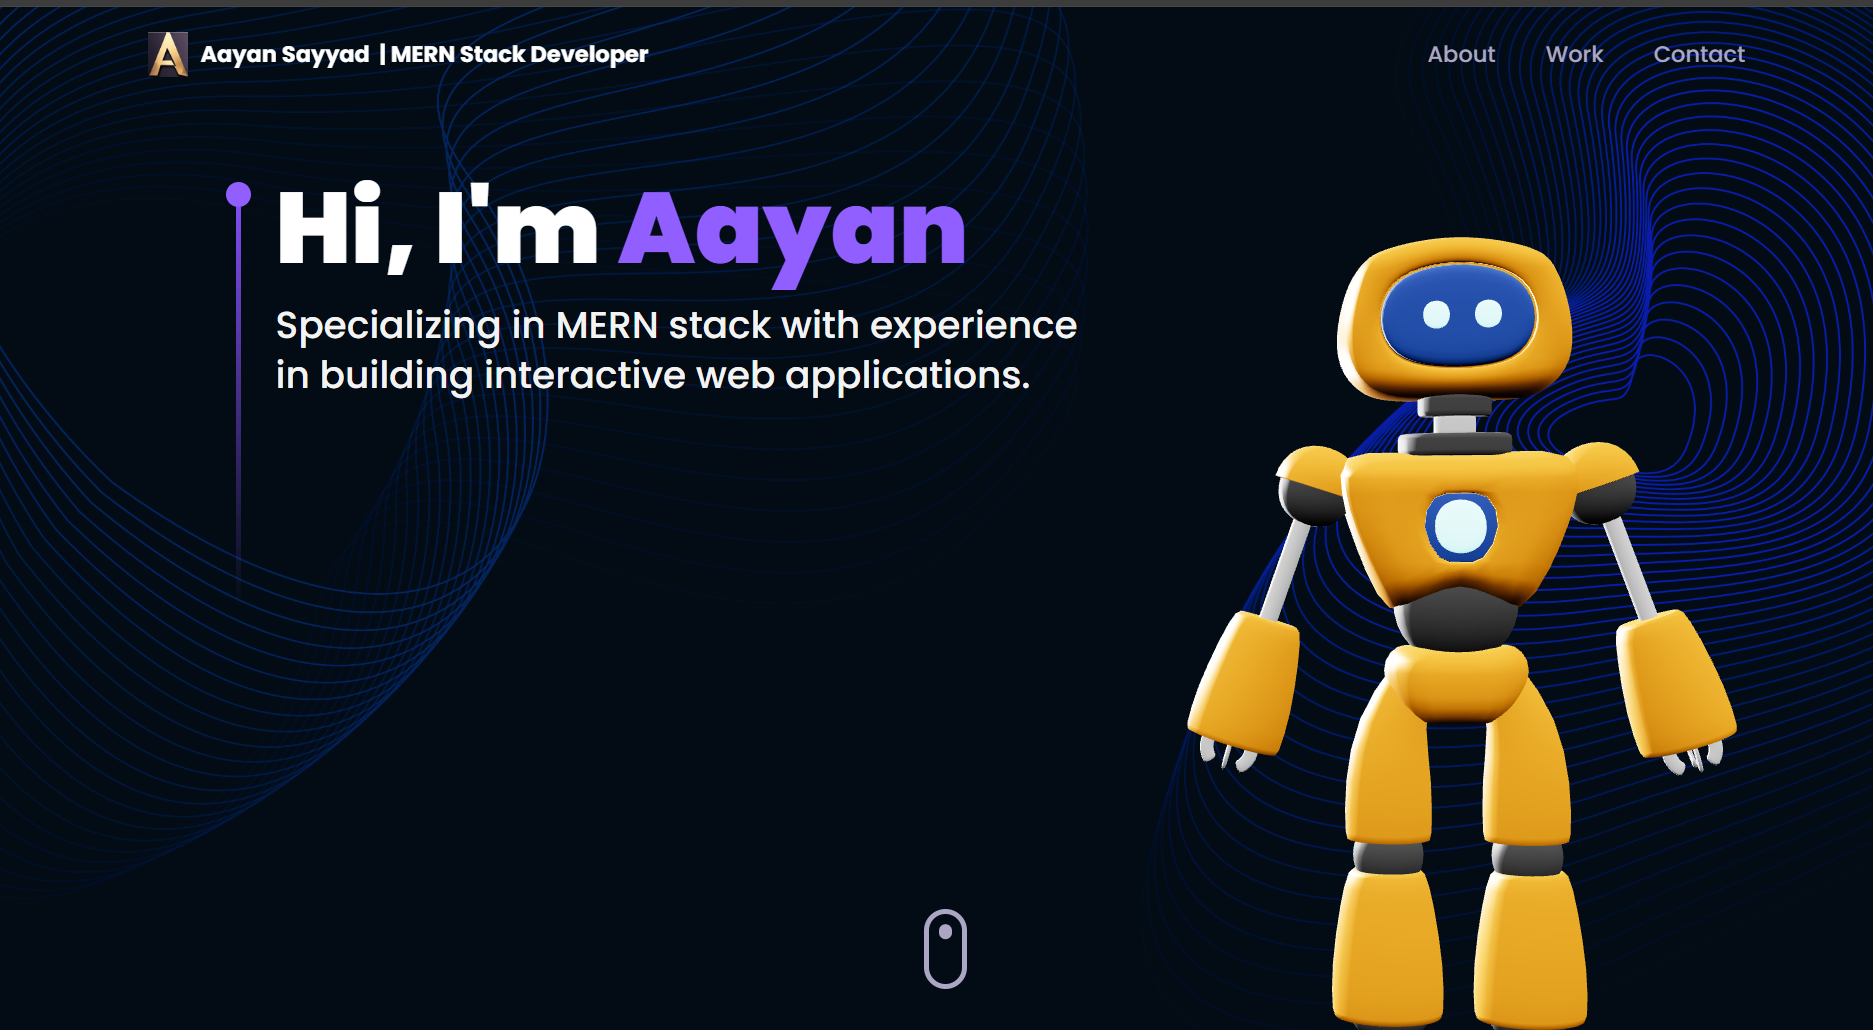 A
Aayan Sayyad | MERN Stack Developer
About Work Contact
Hi, I'm Aayan
Specializing in MERN stack with experience
in building interactive web applications.